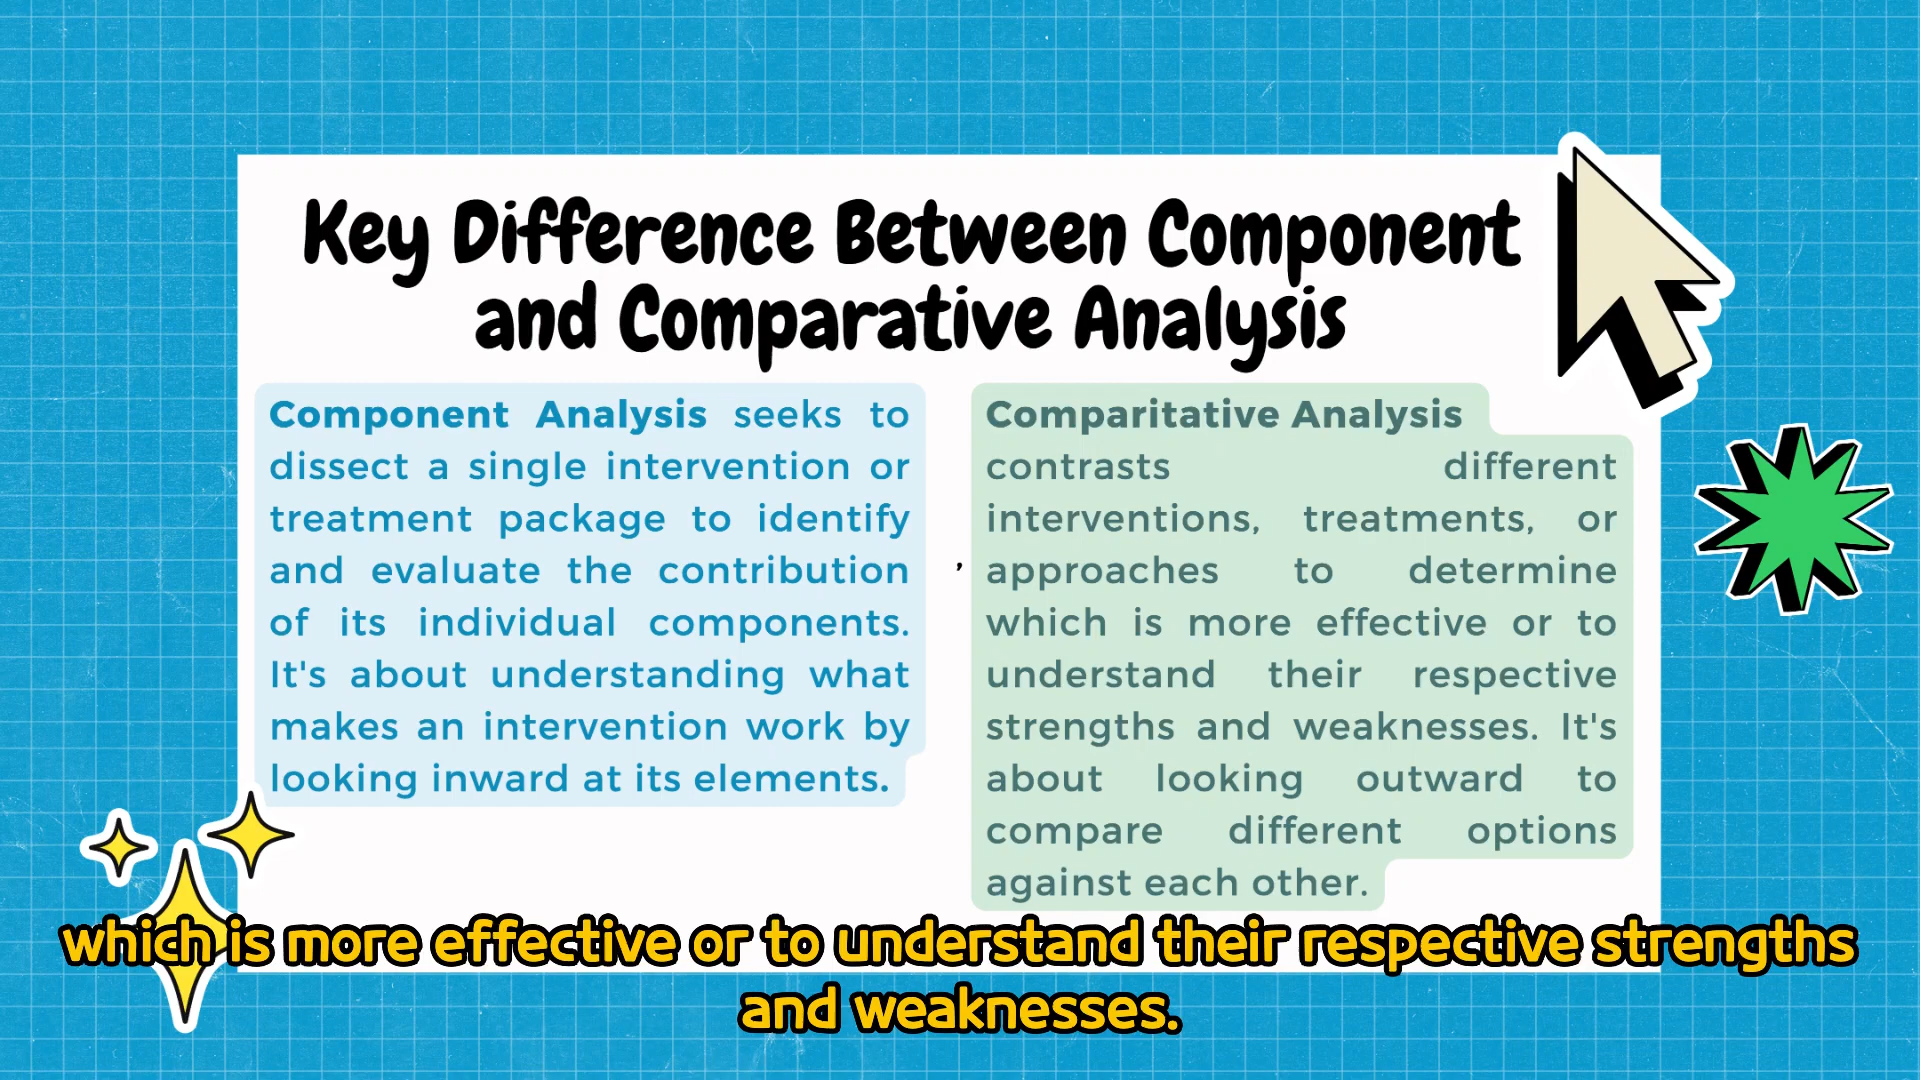 Key Difference Between Component
and Comparative Analysis
Component Analysis seeks to
dissect a single intervention or
treatment package to identify
and evaluate the contribution
of its individual components.
It's about understanding what
makes an intervention work by
looking inward at its elements.
,
Comparitative Analysis
contrasts different
interventions, treatments, or
approaches to determine
which is more effective or to
understand their respective
strengths and weaknesses. It's
about looking outward to
compare different options
against each other.
which is more effective or to understand their respective strengths
and weaknesses.